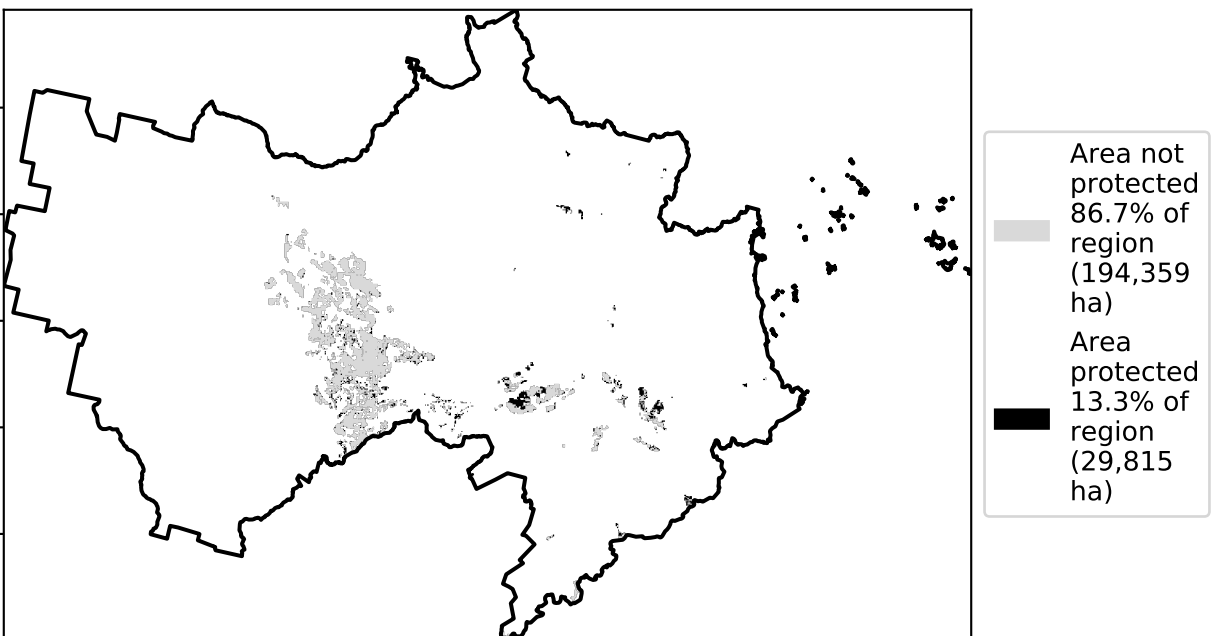 Area not
protected
86.7% of
region
(194,359
ha)
Area
protected
13.3% of
region
(29,815
ha)